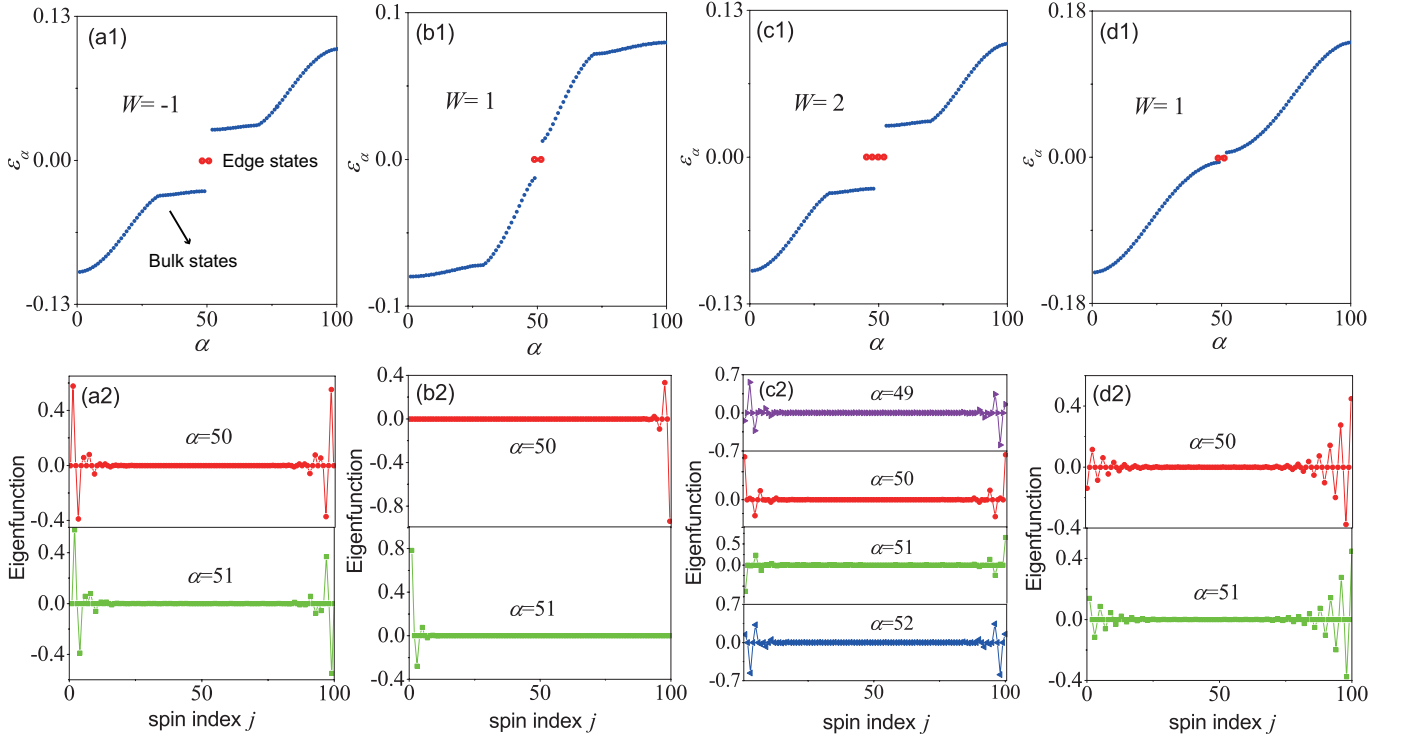 0.13
0.00
-0.13
εα
(a1)
W= -1
Edge states
Bulk states
0
50
100
α
0.1
0.0
-0.1
εα
(b1)
W= 1
0
50
100
α
0.13
0.00
-0.13
εα
(c1)
W= 2
0
50
100
α
0.18
0.00
-0.18
εα
(d1)
W= 1
0
50
100
α
Eigenfunction
0.4
0.0
-0.4
(a2)
α=50
0.0
-0.4
α=51
0
50
100
spin index j
Eigenfunction
0.4
0.0
-0.4
-0.8
(b2)
α=50
0.8
0.4
0.0
-0.4
α=51
0
50
100
spin index j
Eigenfunction
0.7
0.0
-0.7
(c2)
α=49
0.0
α=50
0.5
0.0
α=51
0.7
0.0
-0.7
α=52
0
50
100
spin index j
Eigenfunction
0.4
0.0
-0.4
(d2)
α=50
0.4
0.0
-0.4
α=51
0
50
100
spin index j